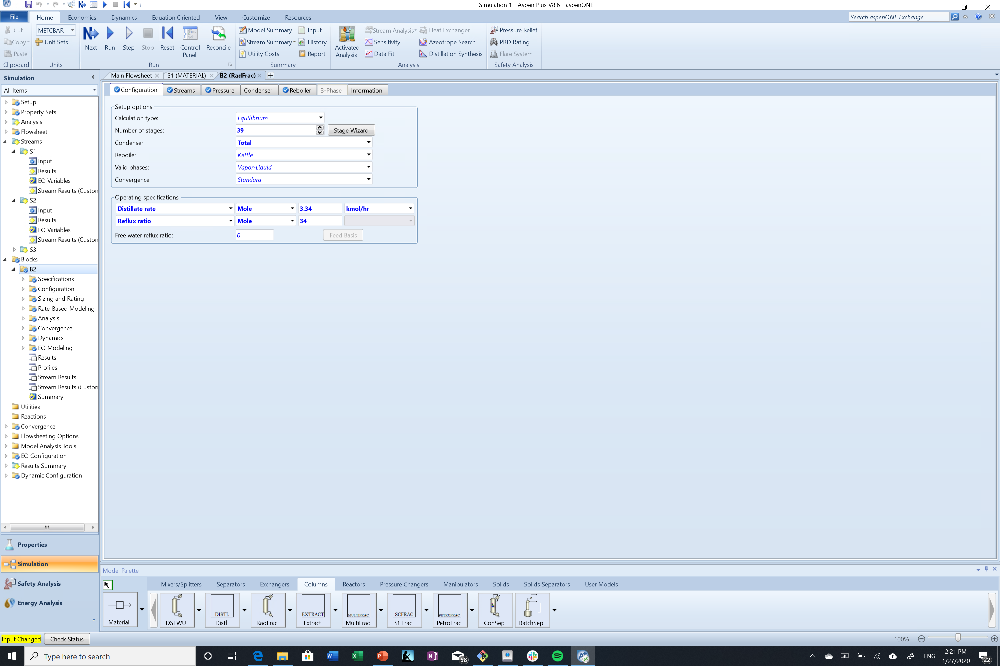 Simulation 1 - Aspen Plus V8.6 - aspenONE
File Home Economics Dynamics Equation Oriented View Customize Resources Search aspenONE Exchange
Cut METCBAR Model Summary Input Stream Analysis Heat Exchanger Pressure Relief
Copy Unit Sets Next Run Step Stop Reset Control Panel Reconcile Stream Summary History Activated Analysis Sensitivity Azeotrope Search PRD Rating
Paste Utility Costs Report Data Fit Distillation Synthesis Flare System
Clipboard Units Run Summary Analysis Safety Analysis
Simulation
All Items
Setup
Property Sets
Analysis
Flowsheet
Streams
S1
Input
Results
EO Variables
Stream Results (Custor
S2
Input
Results
EO Variables
Stream Results (Custor
S3
Blocks
B2
Specifications
Configuration
Sizing and Rating
Rate-Based Modeling
Analysis
Convergence
Dynamics
EO Modeling
Results
Profiles
Stream Results
Stream Results (Custor
Summary
Utilities
Reactions
Convergence
Flowsheeting Options
Model Analysis Tools
EO Configuration
Results Summary
Dynamic Configuration
Properties
Simulation
Safety Analysis
Energy Analysis
Main Flowsheet S1 (MATERIAL) B2 (RadFrac)
Configuration Streams Pressure Condenser Reboiler 3-Phase Information
Setup options
Calculation type: Equilibrium
Number of stages: 39 Stage Wizard
Condenser: Total
Reboiler: Kettle
Valid phases: Vapor-Liquid
Convergence: Standard
Operating specifications
Distillate rate Mole 3.34 kmol/hr
Reflux ratio Mole 34
Free water reflux ratio: 0 Feed Basis
Model Palette
Mixers/Splitters Separators Exchangers Columns Reactors Pressure Changers Manipulators Solids Solids Separators User Models
DISTL EXTRACT MULTIFRAC SCFRAC PETROFRAC
Material DSTWU Distl RadFrac Extract MultiFrac SCFrac PetroFrac ConSep BatchSep
Input Changed Check Status 100%
Type here to search 58 ENG 2:21 PM 1/27/2020 22